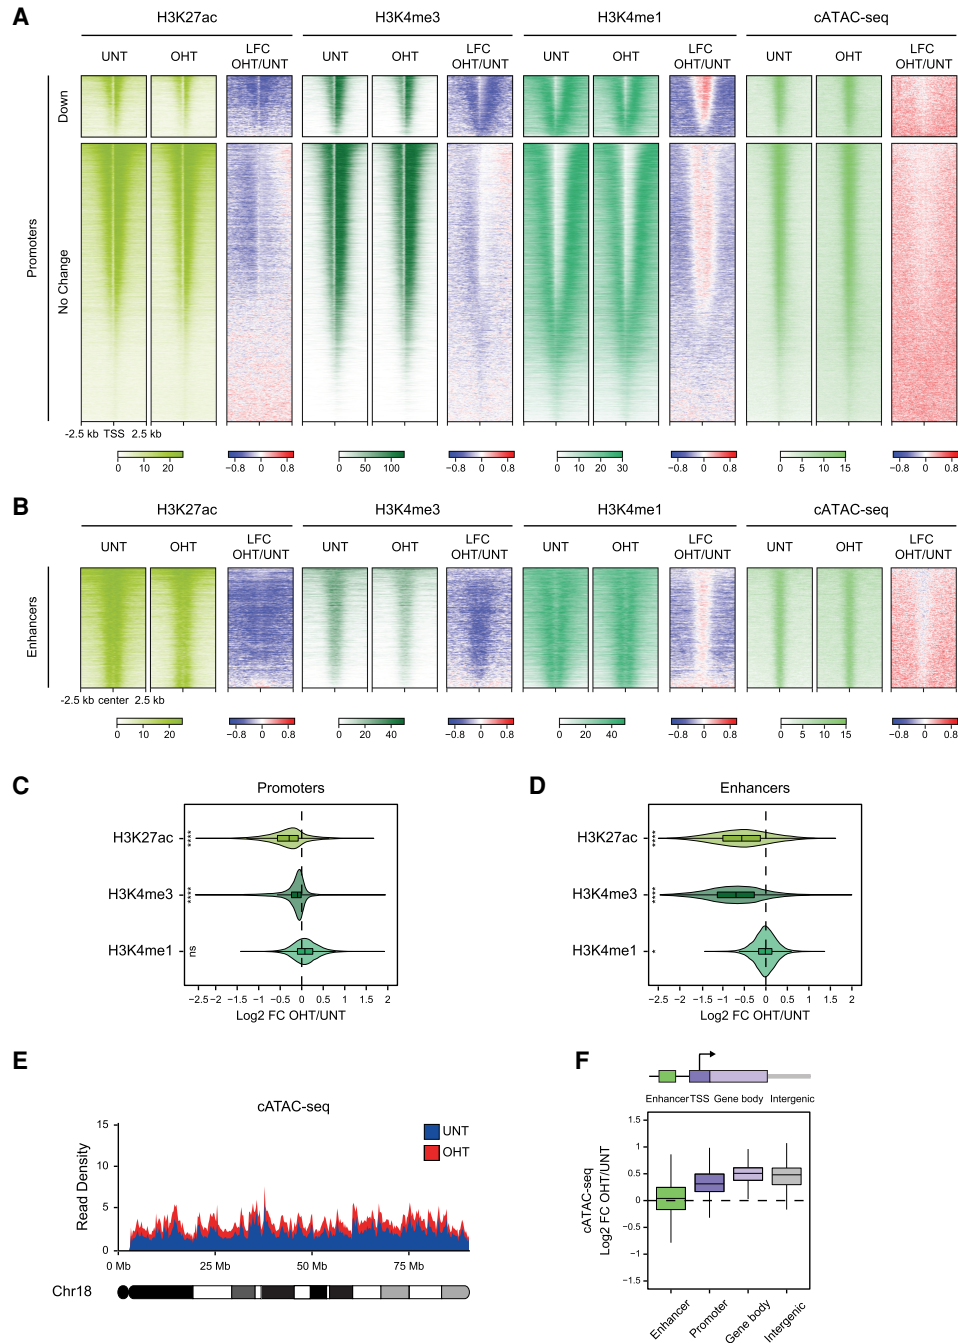 A
H3K27ac H3K4me3 H3K4me1 cATAC-seq
UNT OHT LFC OHT/UNT UNT OHT LFC OHT/UNT UNT OHT LFC OHT/UNT UNT OHT LFC OHT/UNT
Promoters
Down
No Change
-2.5 kb TSS 2.5 kb
0 10 20 −0.8 0 0.8 0 50 100 −0.8 0 0.8 0 10 20 30 −0.8 0 0.8 0 5 10 15 −0.8 0 0.8
B
H3K27ac H3K4me3 H3K4me1 cATAC-seq
UNT OHT LFC OHT/UNT UNT OHT LFC OHT/UNT UNT OHT LFC OHT/UNT UNT OHT LFC OHT/UNT
Enhancers
-2.5 kb center 2.5 kb
0 10 20 −0.8 0 0.8 0 20 40 −0.8 0 0.8 0 20 40 −0.8 0 0.8 0 5 10 15 −0.8 0 0.8
C
Promoters
H3K27ac ****
H3K4me3 ****
H3K4me1 ns
−2.5 −2 −1.5 −1 −0.5 0 0.5 1 1.5 2
Log2 FC OHT/UNT
D
Enhancers
H3K27ac ****
H3K4me3 ****
H3K4me1 *
−2.5 −2 −1.5 −1 −0.5 0 0.5 1 1.5 2
Log2 FC OHT/UNT
E
cATAC-seq
UNT
OHT
Read Density
15
10
5
0
0 Mb 25 Mb 50 Mb 75 Mb
Chr18
F
Enhancer TSS Gene body Intergenic
cATAC-seq
Log2 FC OHT/UNT
1.5
1
0.5
0
−0.5
−1
−1.5
Enhancer Promoter Gene body Intergenic